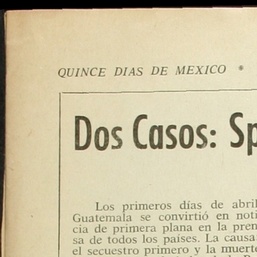 QUINCE DIAS DE MEXICO *
Dos Casos: Sp
Los primeros días de abril
Guatemala se convirtió en noti
cia de primera plana en la pren
sa de todos los países. La causa
el secuestro primero y la muerte